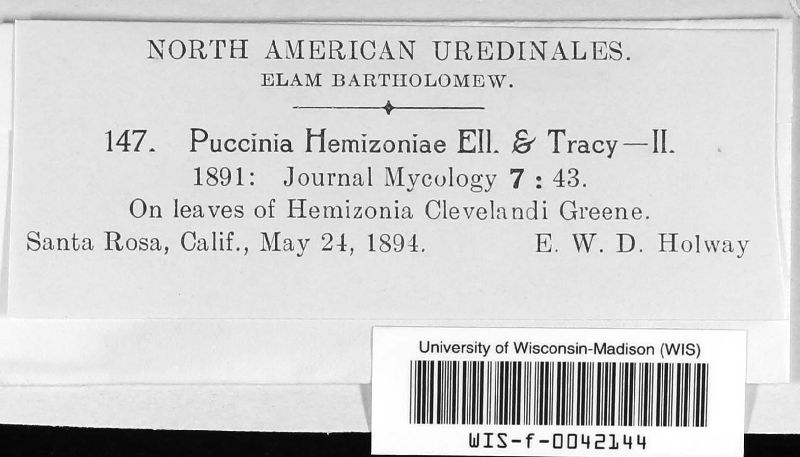 NORTH AMERICAN UREDINALES.
ELAM BARTHOLOMEW.
147. Puccinia Hemizoniae Ell. & Tracy—II.
1891: Journal Mycology 7 : 43.
On leaves of Hemizonia Clevelandi Greene.
Santa Rosa, Calif., May 24, 1894. E. W. D. Holway
University of Wisconsin-Madison (WIS)
WIS-f-0042144